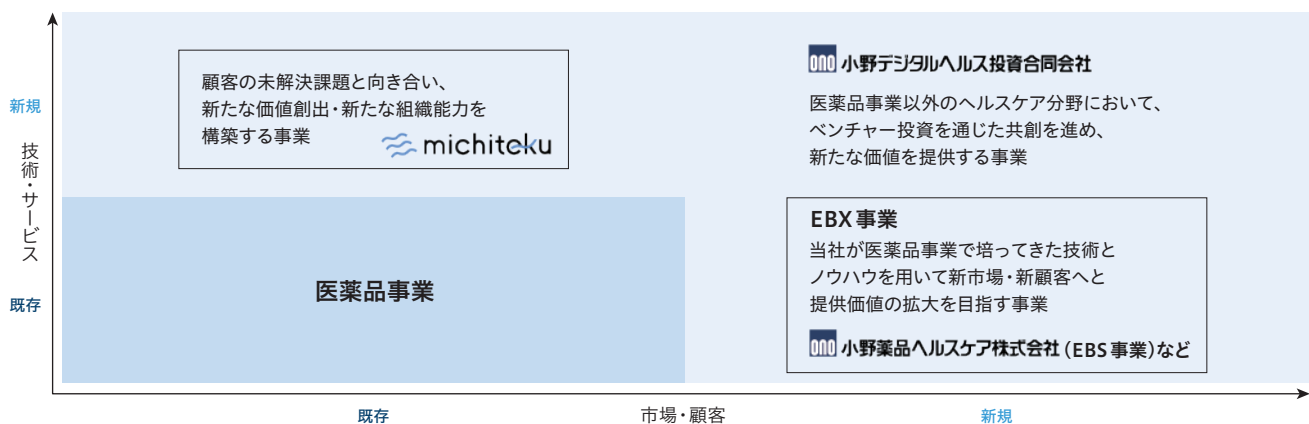 新規
技術・サービス
既存
顧客の未解決課題と向き合い、
新たな価値創出・新たな組織能力を
構築する事業
michiteku
ono 小野デジタルヘルス投資合同会社
医薬品事業以外のヘルスケア分野において、
ベンチャー投資を通じた共創を進め、
新たな価値を提供する事業
医薬品事業
EBX事業
当社が医薬品事業で培ってきた技術と
ノウハウを用いて新市場・新顧客へと
提供価値の拡大を目指す事業
ono 小野薬品ヘルスケア株式会社(EBS事業)など
既存
市場・顧客
新規